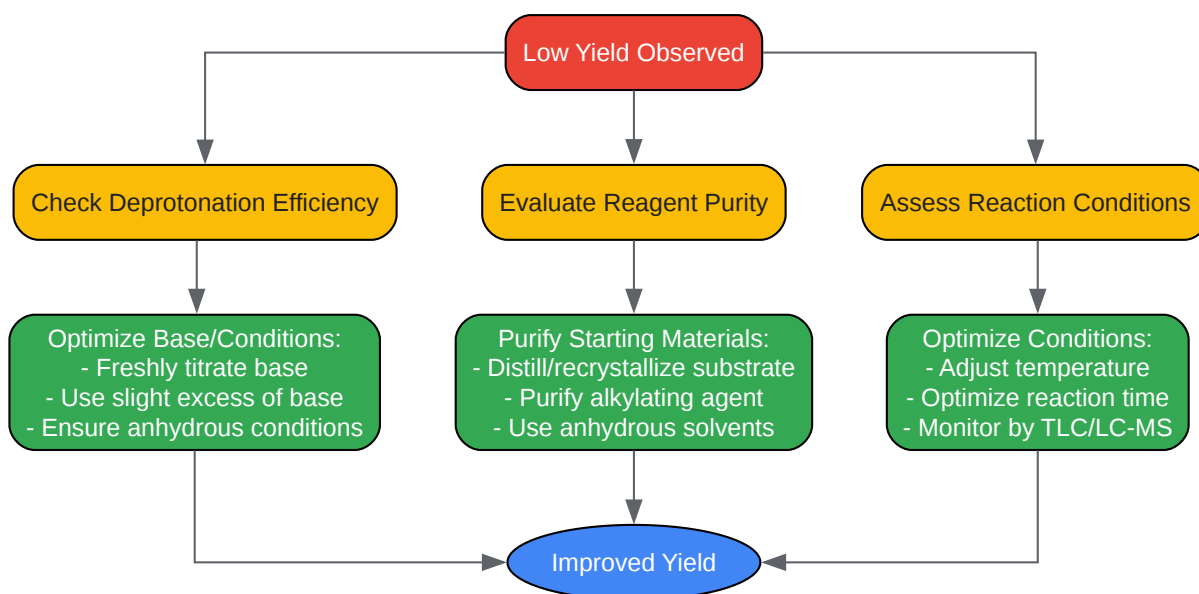 Low Yield Observed
Check Deprotonation Efficiency
Evaluate Reagent Purity
Assess Reaction Conditions
Optimize Base/Conditions:
- Freshly titrate base
- Use slight excess of base
- Ensure anhydrous conditions
Purify Starting Materials:
- Distill/recrystallize substrate
- Purify alkylating agent
- Use anhydrous solvents
Optimize Conditions:
- Adjust temperature
- Optimize reaction time
- Monitor by TLC/LC-MS
Improved Yield